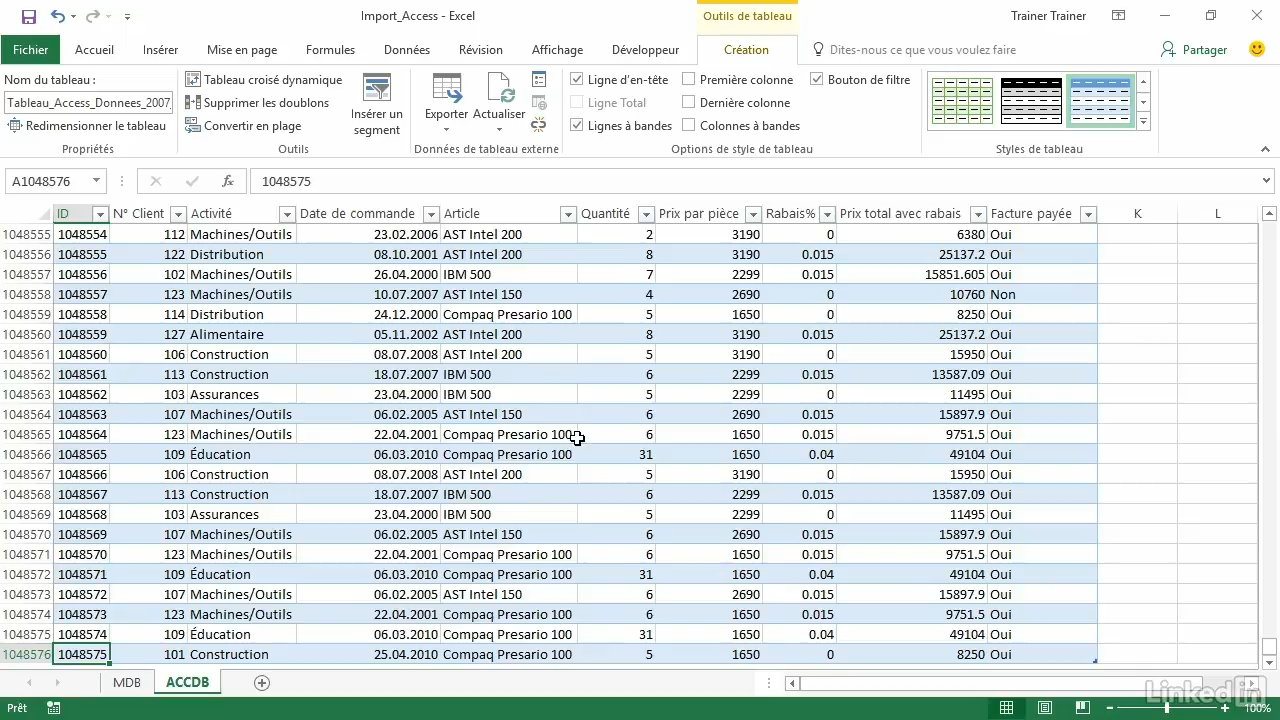 Import_Access - Excel
Outils de tableau
Trainer Trainer
Fichier Accueil Insérer Mise en page Formules Données Révision Affichage Développeur Création Dites-nous ce que vous voulez faire Partager
Nom du tableau :
Tableau_Access_Donnees_2007
Redimensionner le tableau
Propriétés
Tableau croisé dynamique
Supprimer les doublons
Convertir en plage
Insérer un
segment
Outils
Exporter Actualiser
Données de tableau externe
Ligne d'en-tête Première colonne Bouton de filtre
Ligne Total Dernière colonne
Lignes à bandes Colonnes à bandes
Options de style de tableau
Styles de tableau
A1048576 fx 1048575
ID N° Client Activité Date de commande Article Quantité Prix par pièce Rabais% Prix total avec rabais Facture payée K L
1048555 1048554 112 Machines/Outils 23.02.2006 AST Intel 200 2 3190 0 6380 Oui
1048556 1048555 122 Distribution 08.10.2001 AST Intel 200 8 3190 0.015 25137.2 Oui
1048557 1048556 102 Machines/Outils 26.04.2000 IBM 500 7 2299 0.015 15851.605 Oui
1048558 1048557 123 Machines/Outils 10.07.2007 AST Intel 150 4 2690 0 10760 Non
1048559 1048558 114 Distribution 24.12.2000 Compaq Presario 100 5 1650 0 8250 Oui
1048560 1048559 127 Alimentaire 05.11.2002 AST Intel 200 8 3190 0.015 25137.2 Oui
1048561 1048560 106 Construction 08.07.2008 AST Intel 200 5 3190 0 15950 Oui
1048562 1048561 113 Construction 18.07.2007 IBM 500 6 2299 0.015 13587.09 Oui
1048563 1048562 103 Assurances 23.04.2000 IBM 500 5 2299 0 11495 Oui
1048564 1048563 107 Machines/Outils 06.02.2005 AST Intel 150 6 2690 0.015 15897.9 Oui
1048565 1048564 123 Machines/Outils 22.04.2001 Compaq Presario 100 6 1650 0.015 9751.5 Oui
1048566 1048565 109 Éducation 06.03.2010 Compaq Presario 100 31 1650 0.04 49104 Oui
1048567 1048566 106 Construction 08.07.2008 AST Intel 200 5 3190 0 15950 Oui
1048568 1048567 113 Construction 18.07.2007 IBM 500 6 2299 0.015 13587.09 Oui
1048569 1048568 103 Assurances 23.04.2000 IBM 500 5 2299 0 11495 Oui
1048570 1048569 107 Machines/Outils 06.02.2005 AST Intel 150 6 2690 0.015 15897.9 Oui
1048571 1048570 123 Machines/Outils 22.04.2001 Compaq Presario 100 6 1650 0.015 9751.5 Oui
1048572 1048571 109 Éducation 06.03.2010 Compaq Presario 100 31 1650 0.04 49104 Oui
1048573 1048572 107 Machines/Outils 06.02.2005 AST Intel 150 6 2690 0.015 15897.9 Oui
1048574 1048573 123 Machines/Outils 22.04.2001 Compaq Presario 100 6 1650 0.015 9751.5 Oui
1048575 1048574 109 Éducation 06.03.2010 Compaq Presario 100 31 1650 0.04 49104 Oui
1048576 1048575 101 Construction 25.04.2010 Compaq Presario 100 5 1650 0 8250 Oui
MDB ACCDB
Linked in
Prêt 100%